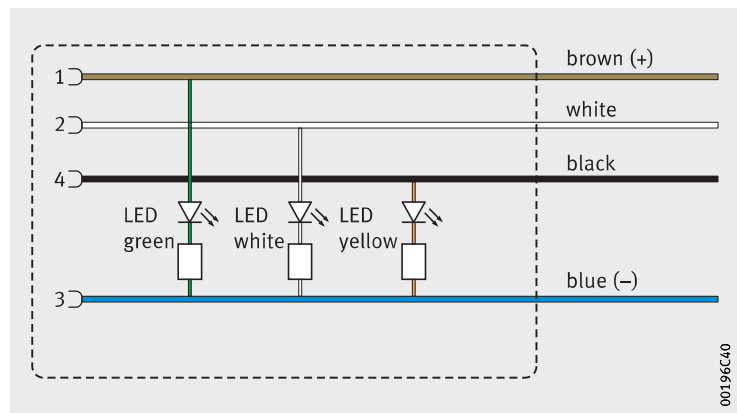 brown (+)
1
white
2
black
4
LED
green
LED
white
LED
yellow
blue (–)
3
00196C40